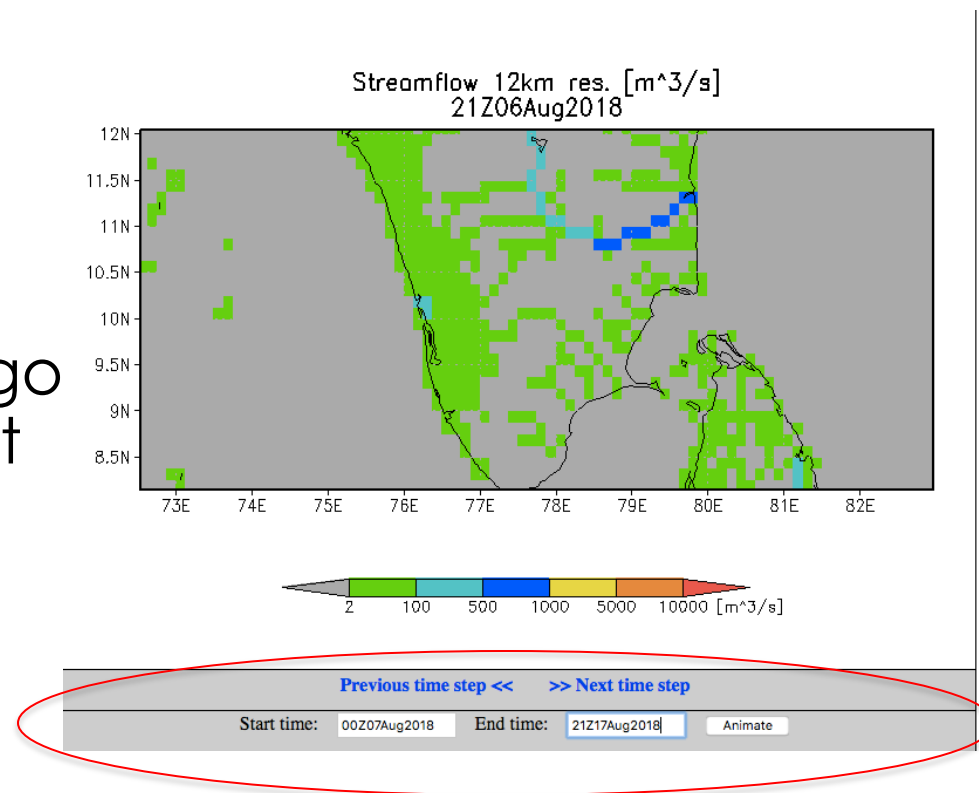 Streamflow 12km res. [m^3/s]
21Z06Aug2018
12N
11.5N
11N
10.5N
10N
9.5N
9N
8.5N
73E 74E 75E 76E 77E 78E 79E 80E 81E 82E
go
t
2 100 500 1000 5000 10000 [m^3/s]
Previous time step << >> Next time step
Start time: 00Z07Aug2018 End time: 21Z17Aug2018 Animate